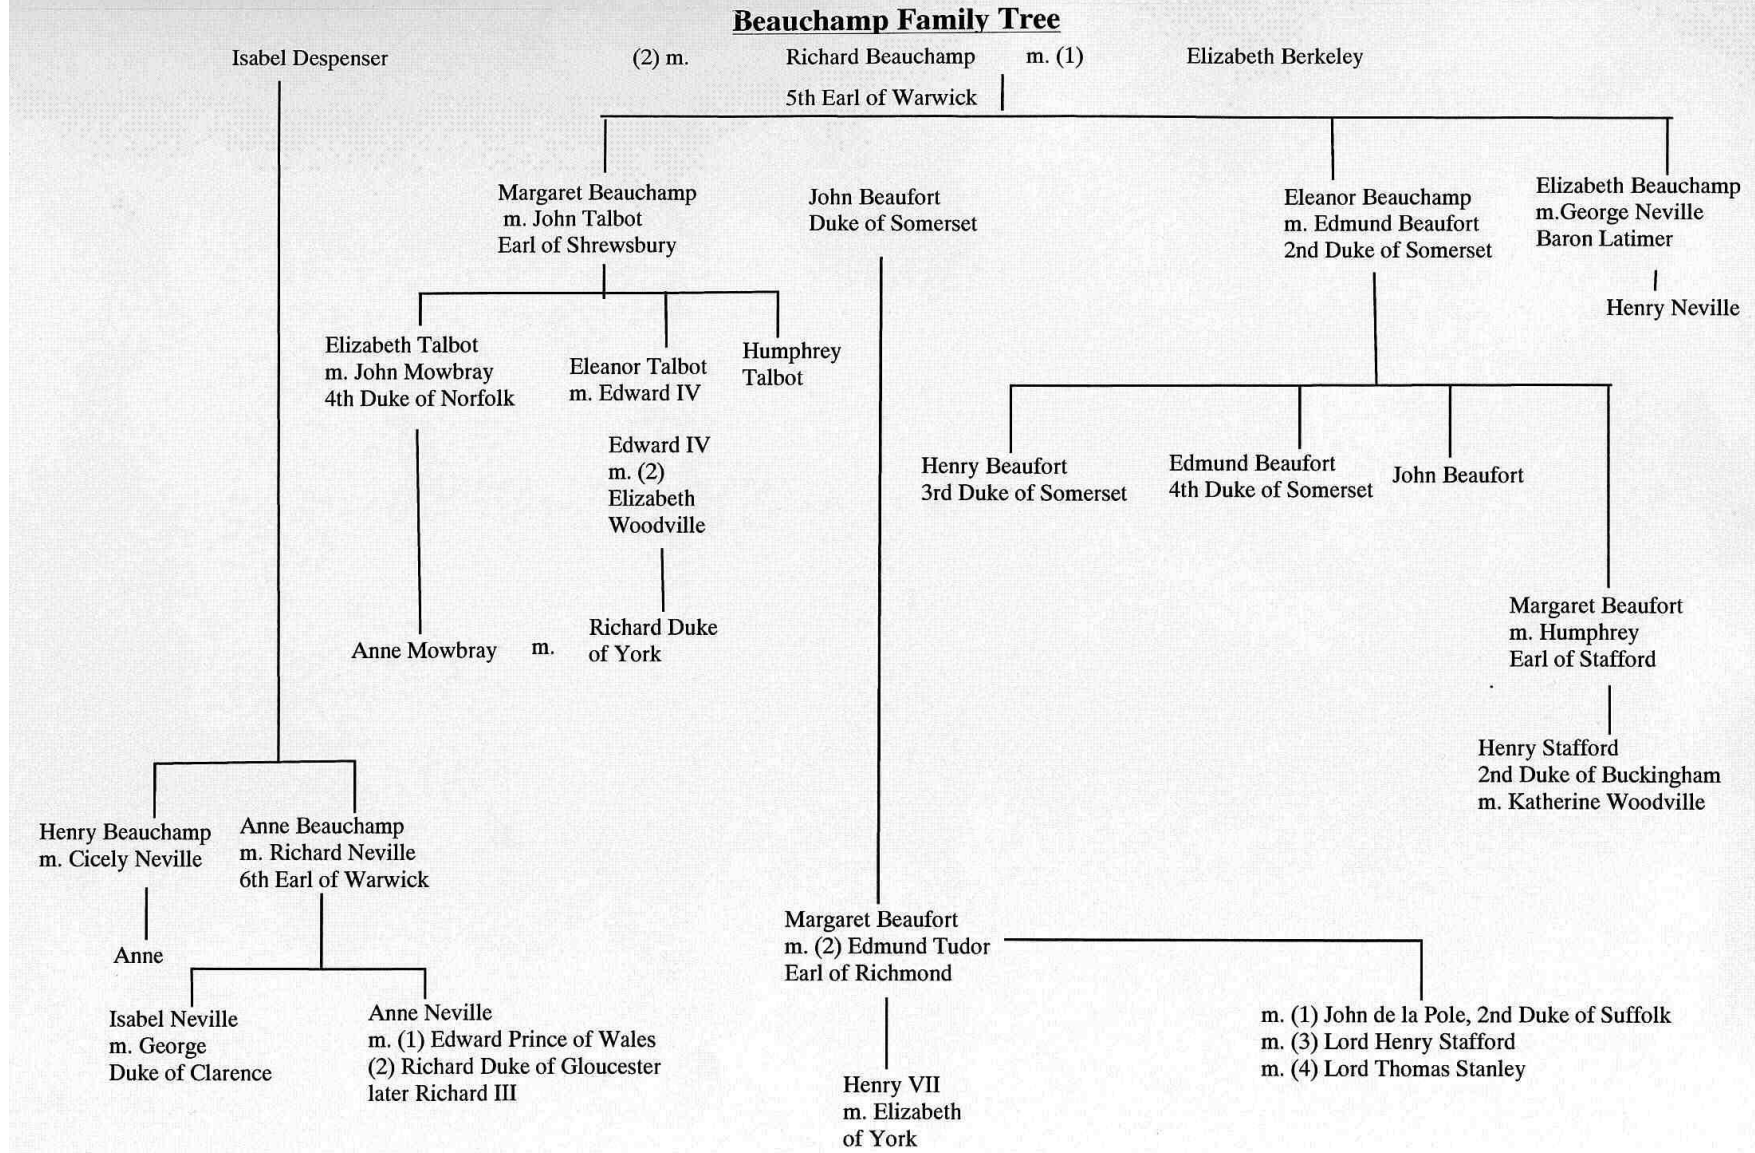 Beauchamp Family Tree
Isabel Despenser
(2) m.
Richard Beauchamp
m. (1)
Elizabeth Berkeley
5th Earl of Warwick
Margaret Beauchamp
m. John Talbot
Earl of Shrewsbury
John Beaufort
Duke of Somerset
Eleanor Beauchamp
m. Edmund Beaufort
2nd Duke of Somerset
Elizabeth Beauchamp
m.George Neville
Baron Latimer
Henry Neville
Elizabeth Talbot
m. John Mowbray
4th Duke of Norfolk
Eleanor Talbot
m. Edward IV
Humphrey
Talbot
Edward IV
m. (2)
Elizabeth
Woodville
Henry Beaufort
3rd Duke of Somerset
Edmund Beaufort
4th Duke of Somerset
John Beaufort
Anne Mowbray
m.
Richard Duke
of York
Margaret Beaufort
m. Humphrey
Earl of Stafford
Henry Stafford
2nd Duke of Buckingham
m. Katherine Woodville
Henry Beauchamp
m. Cicely Neville
Anne Beauchamp
m. Richard Neville
6th Earl of Warwick
Anne
Isabel Neville
m. George
Duke of Clarence
Anne Neville
m. (1) Edward Prince of Wales
(2) Richard Duke of Gloucester
later Richard III
Margaret Beaufort
m. (2) Edmund Tudor
Earl of Richmond
m. (1) John de la Pole, 2nd Duke of Suffolk
m. (3) Lord Henry Stafford
m. (4) Lord Thomas Stanley
Henry VII
m. Elizabeth
of York